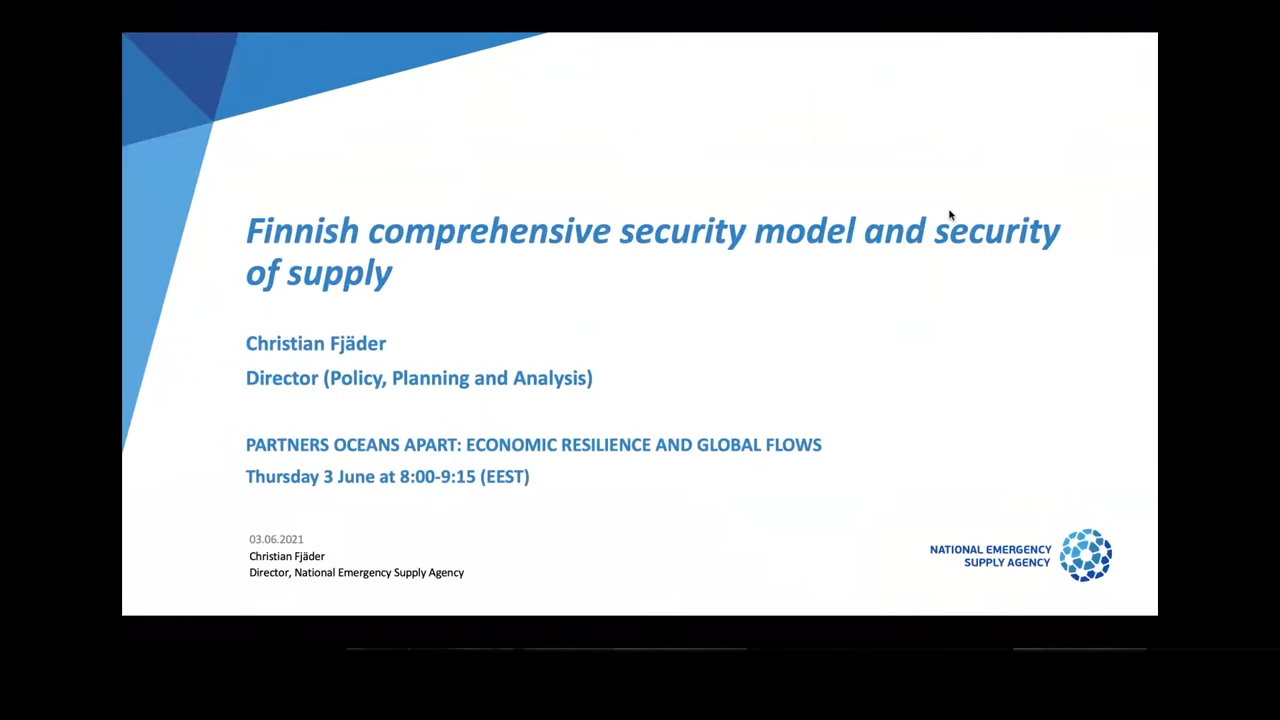 Finnish comprehensive security model and security
of supply
Christian Fjäder
Director (Policy, Planning and Analysis)
PARTNERS OCEANS APART: ECONOMIC RESILIENCE AND GLOBAL FLOWS
Thursday 3 June at 8:00-9:15 (EEST)
03.06.2021
Christian Fjäder
Director, National Emergency Supply Agency
NATIONAL EMERGENCY
SUPPLY AGENCY